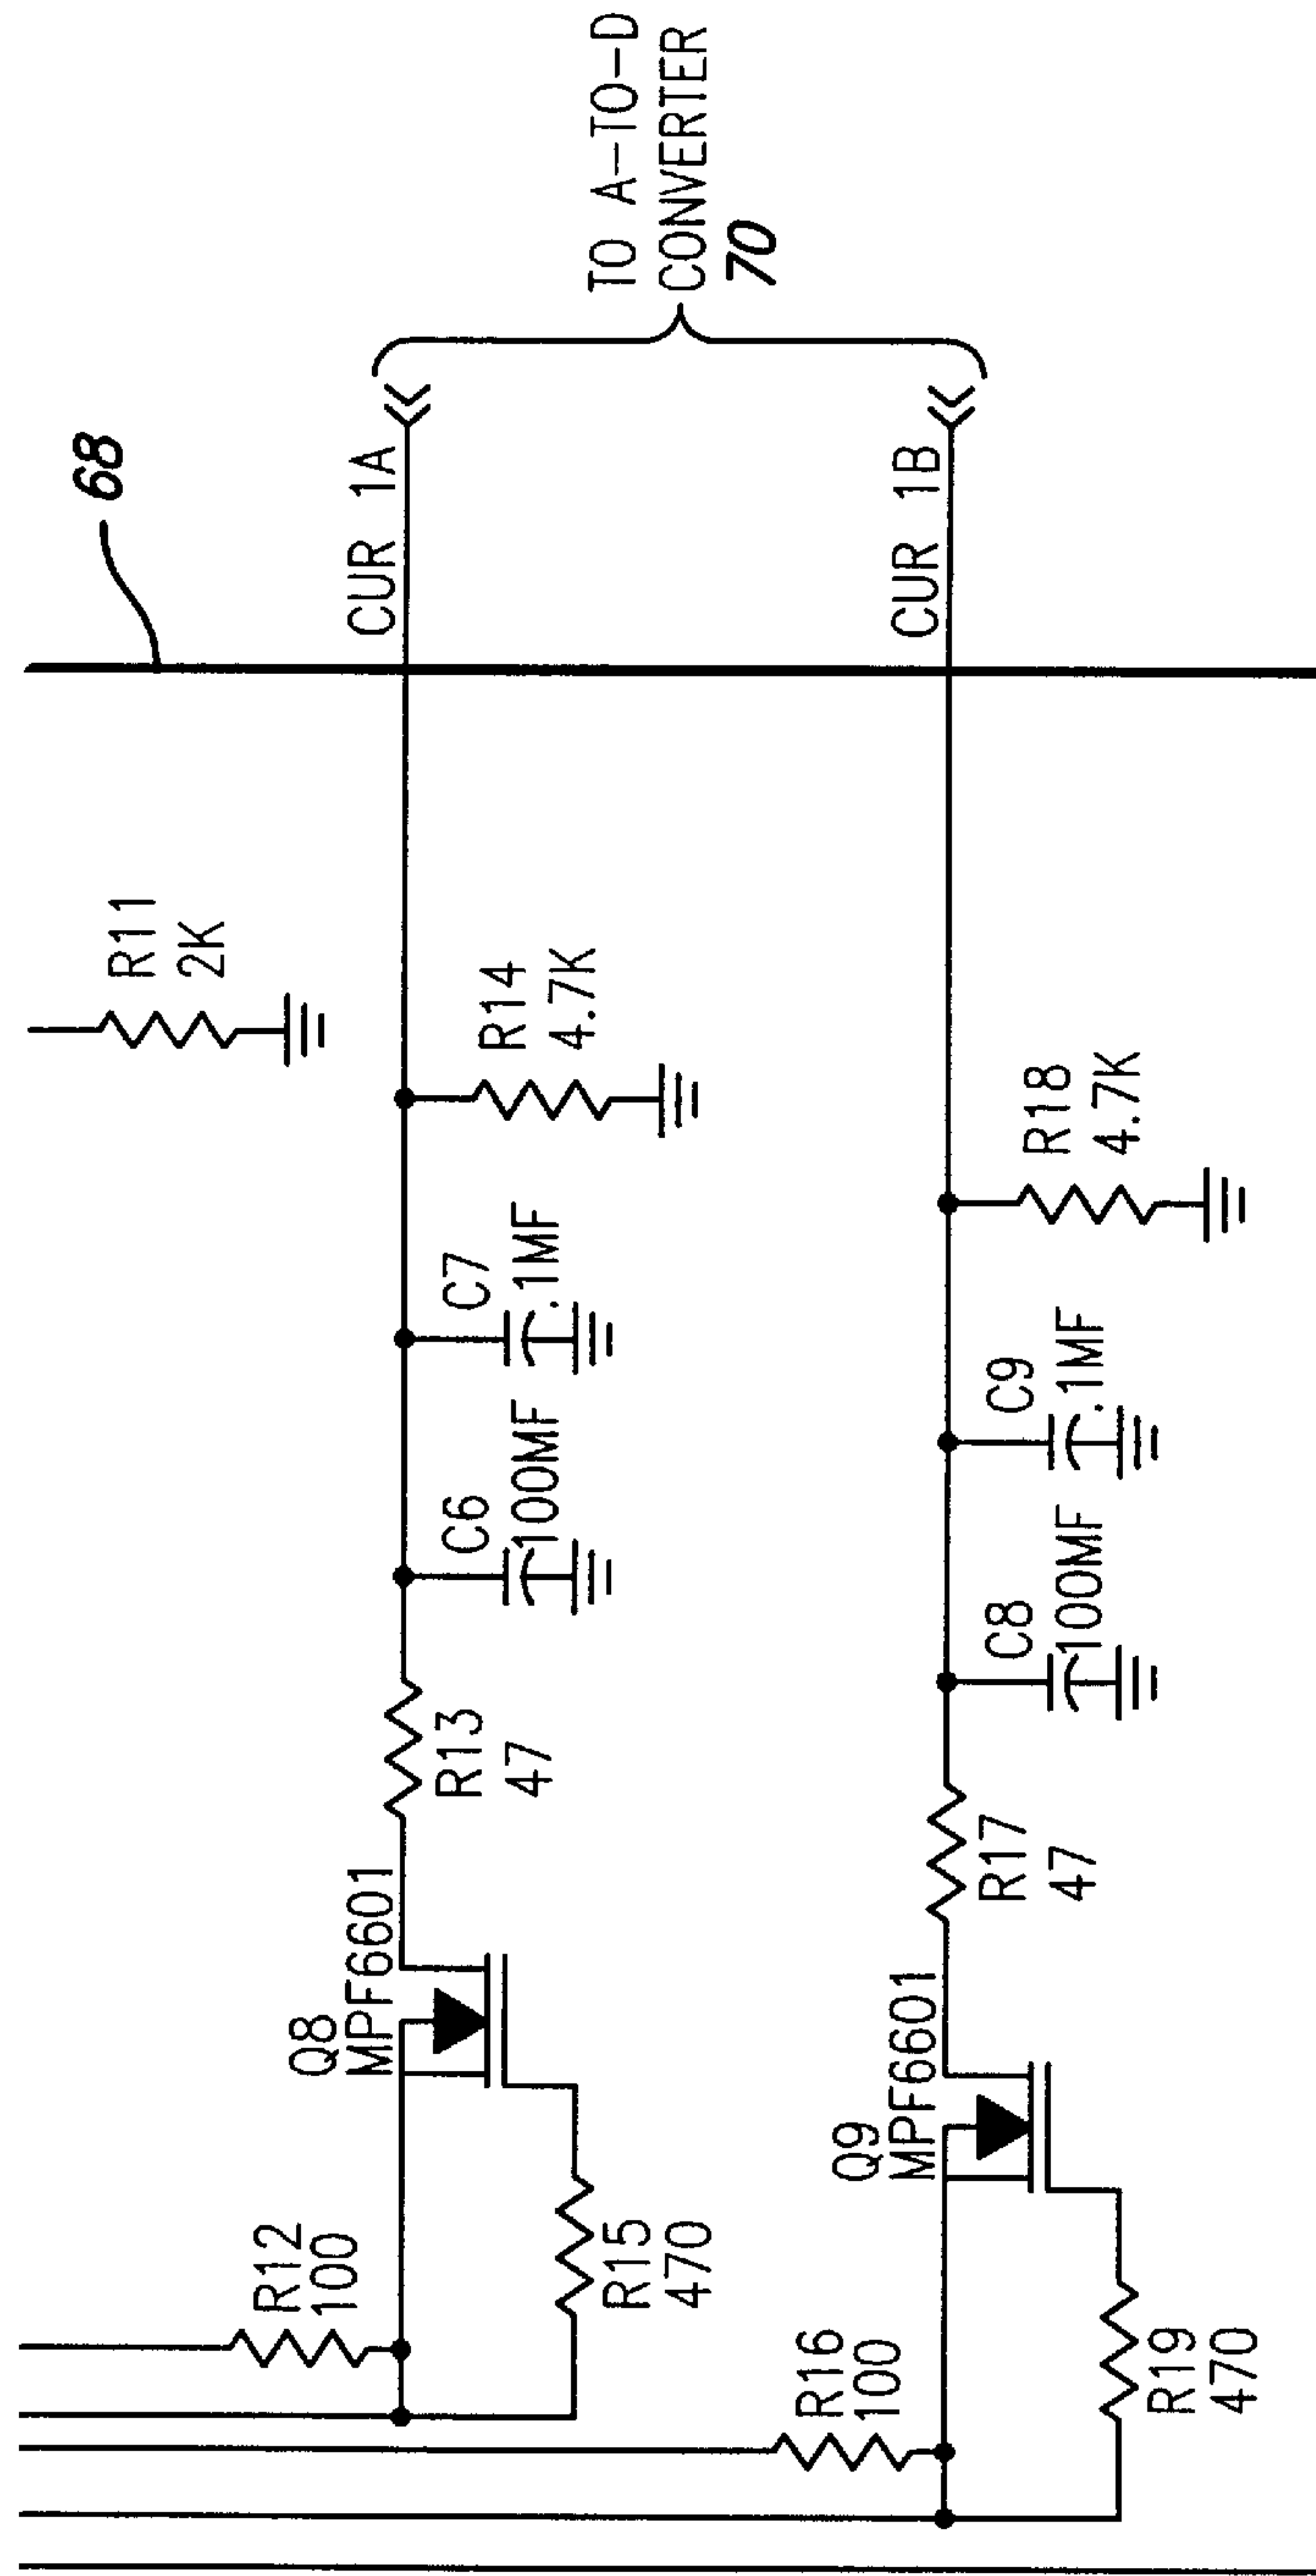 68
R11
2K
CUR 1A
TO A-TO-D
CONVERTER
70
R12
100
Q8
MPF6601
R13
47
C6
100MF
C7
.1MF
R14
4.7K
R15
470
CUR 1B
R16
100
Q9
MPF6601
R17
47
C8
100MF
C9
.1MF
R18
4.7K
R19
470